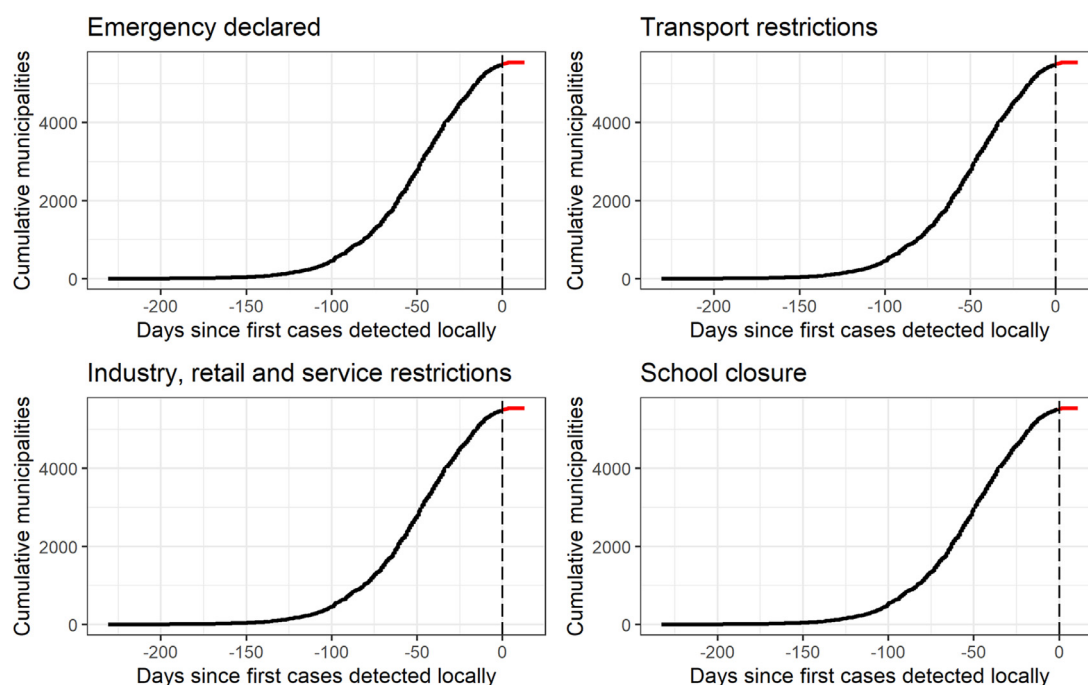 Emergency declared
Cumulative municipalities
4000
2000
0
-200 -150 -100 -50 0
Days since first cases detected locally
Transport restrictions
Cumulative municipalities
4000
2000
0
-200 -150 -100 -50 0
Days since first cases detected locally
Industry, retail and service restrictions
Cumulative municipalities
4000
2000
0
-200 -150 -100 -50 0
Days since first cases detected locally
School closure
Cumulative municipalities
4000
2000
0
-200 -150 -100 -50 0
Days since first cases detected locally